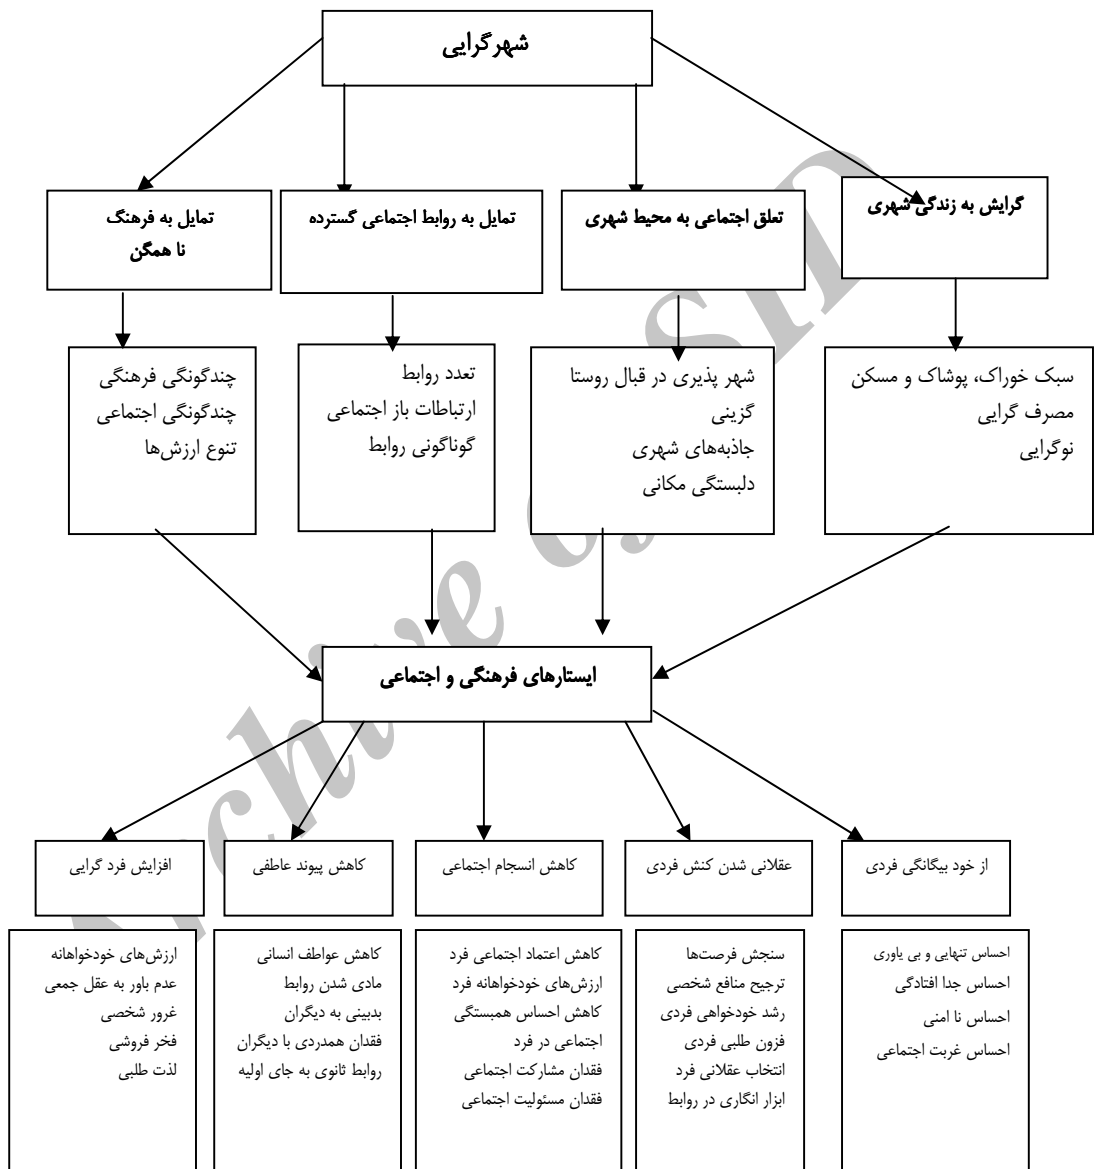 شهرگرایی
گرایش به زندگی شهری
تعلق اجتماعی به محیط شهری
تمایل به روابط اجتماعی گسترده
تمایل به فرهنگ
نا همگن
سبک خوراک، پوشاک و مسکن
مصرف گرایی
نوگرایی
شهر پذیری در قبال روستا
گزینی
جاذبه‌های شهری
دلبستگی مکانی
تعدد روابط
ارتباطات باز اجتماعی
گوناگونی روابط
چندگونگی فرهنگی
چندگونگی اجتماعی
تنوع ارزش‌ها
ایستارهای فرهنگی و اجتماعی
از خود بیگانگی فردی
عقلانی شدن کنش فردی
کاهش انسجام اجتماعی
کاهش پیوند عاطفی
افزایش فرد گرایی
احساس تنهایی و بی یاوری
احساس جدا افتادگی
احساس نا امنی
احساس غربت اجتماعی
سنجش فرصت‌ها
ترجیح منافع شخصی
رشد خودخواهی فردی
فزون طلبی فردی
انتخاب عقلانی فرد
ابزار انگاری در روابط
کاهش اعتماد اجتماعی فرد
ارزش‌های خودخواهانه فرد
کاهش احساس همبستگی
اجتماعی در فرد
فقدان مشارکت اجتماعی
فقدان مسئولیت اجتماعی
کاهش عواطف انسانی
مادی شدن روابط
بدبینی به دیگران
فقدان همدردی با دیگران
روابط ثانوی به جای اولیه
ارزش‌های خودخواهانه
عدم باور به عقل جمعی
غرور شخصی
فخر فروشی
لذت طلبی
Archive of SID